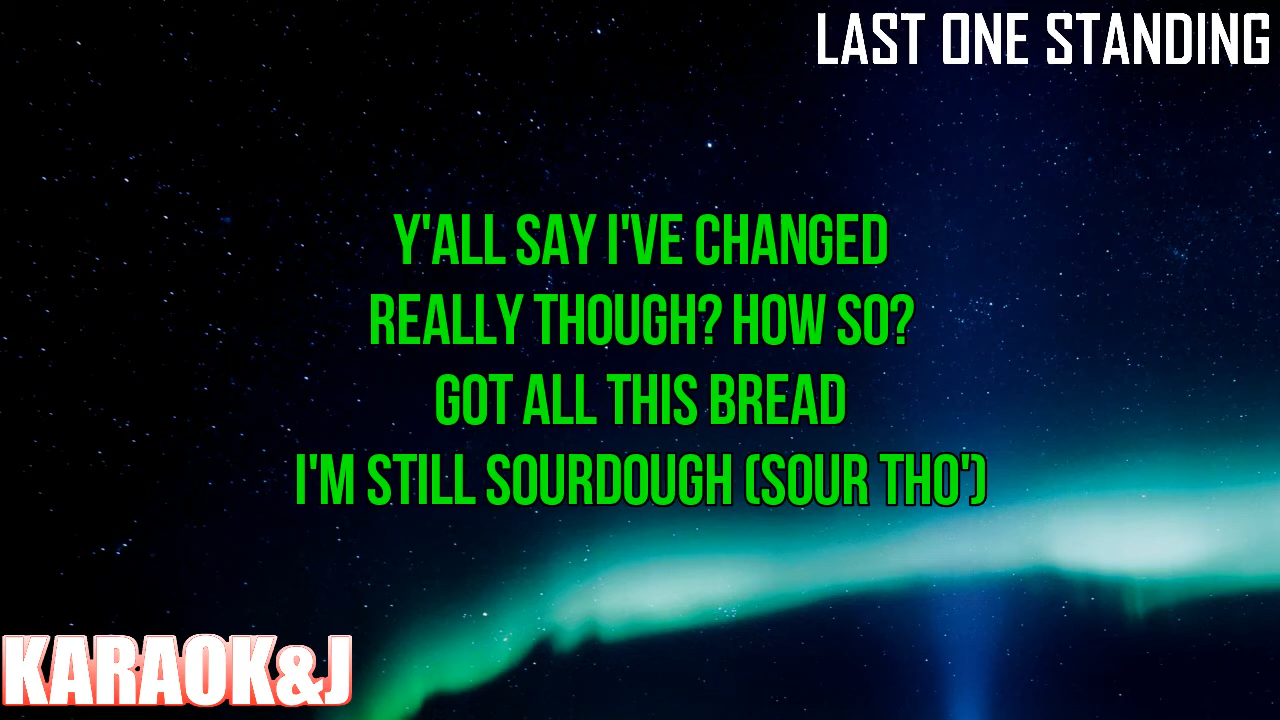 LAST ONE STANDING
Y'ALL SAY I'VE CHANGED
REALLY THOUGH? HOW SO?
GOT ALL THIS BREAD
I'M STILL SOURDOUGH (SOUR THO')
KARAOK&J